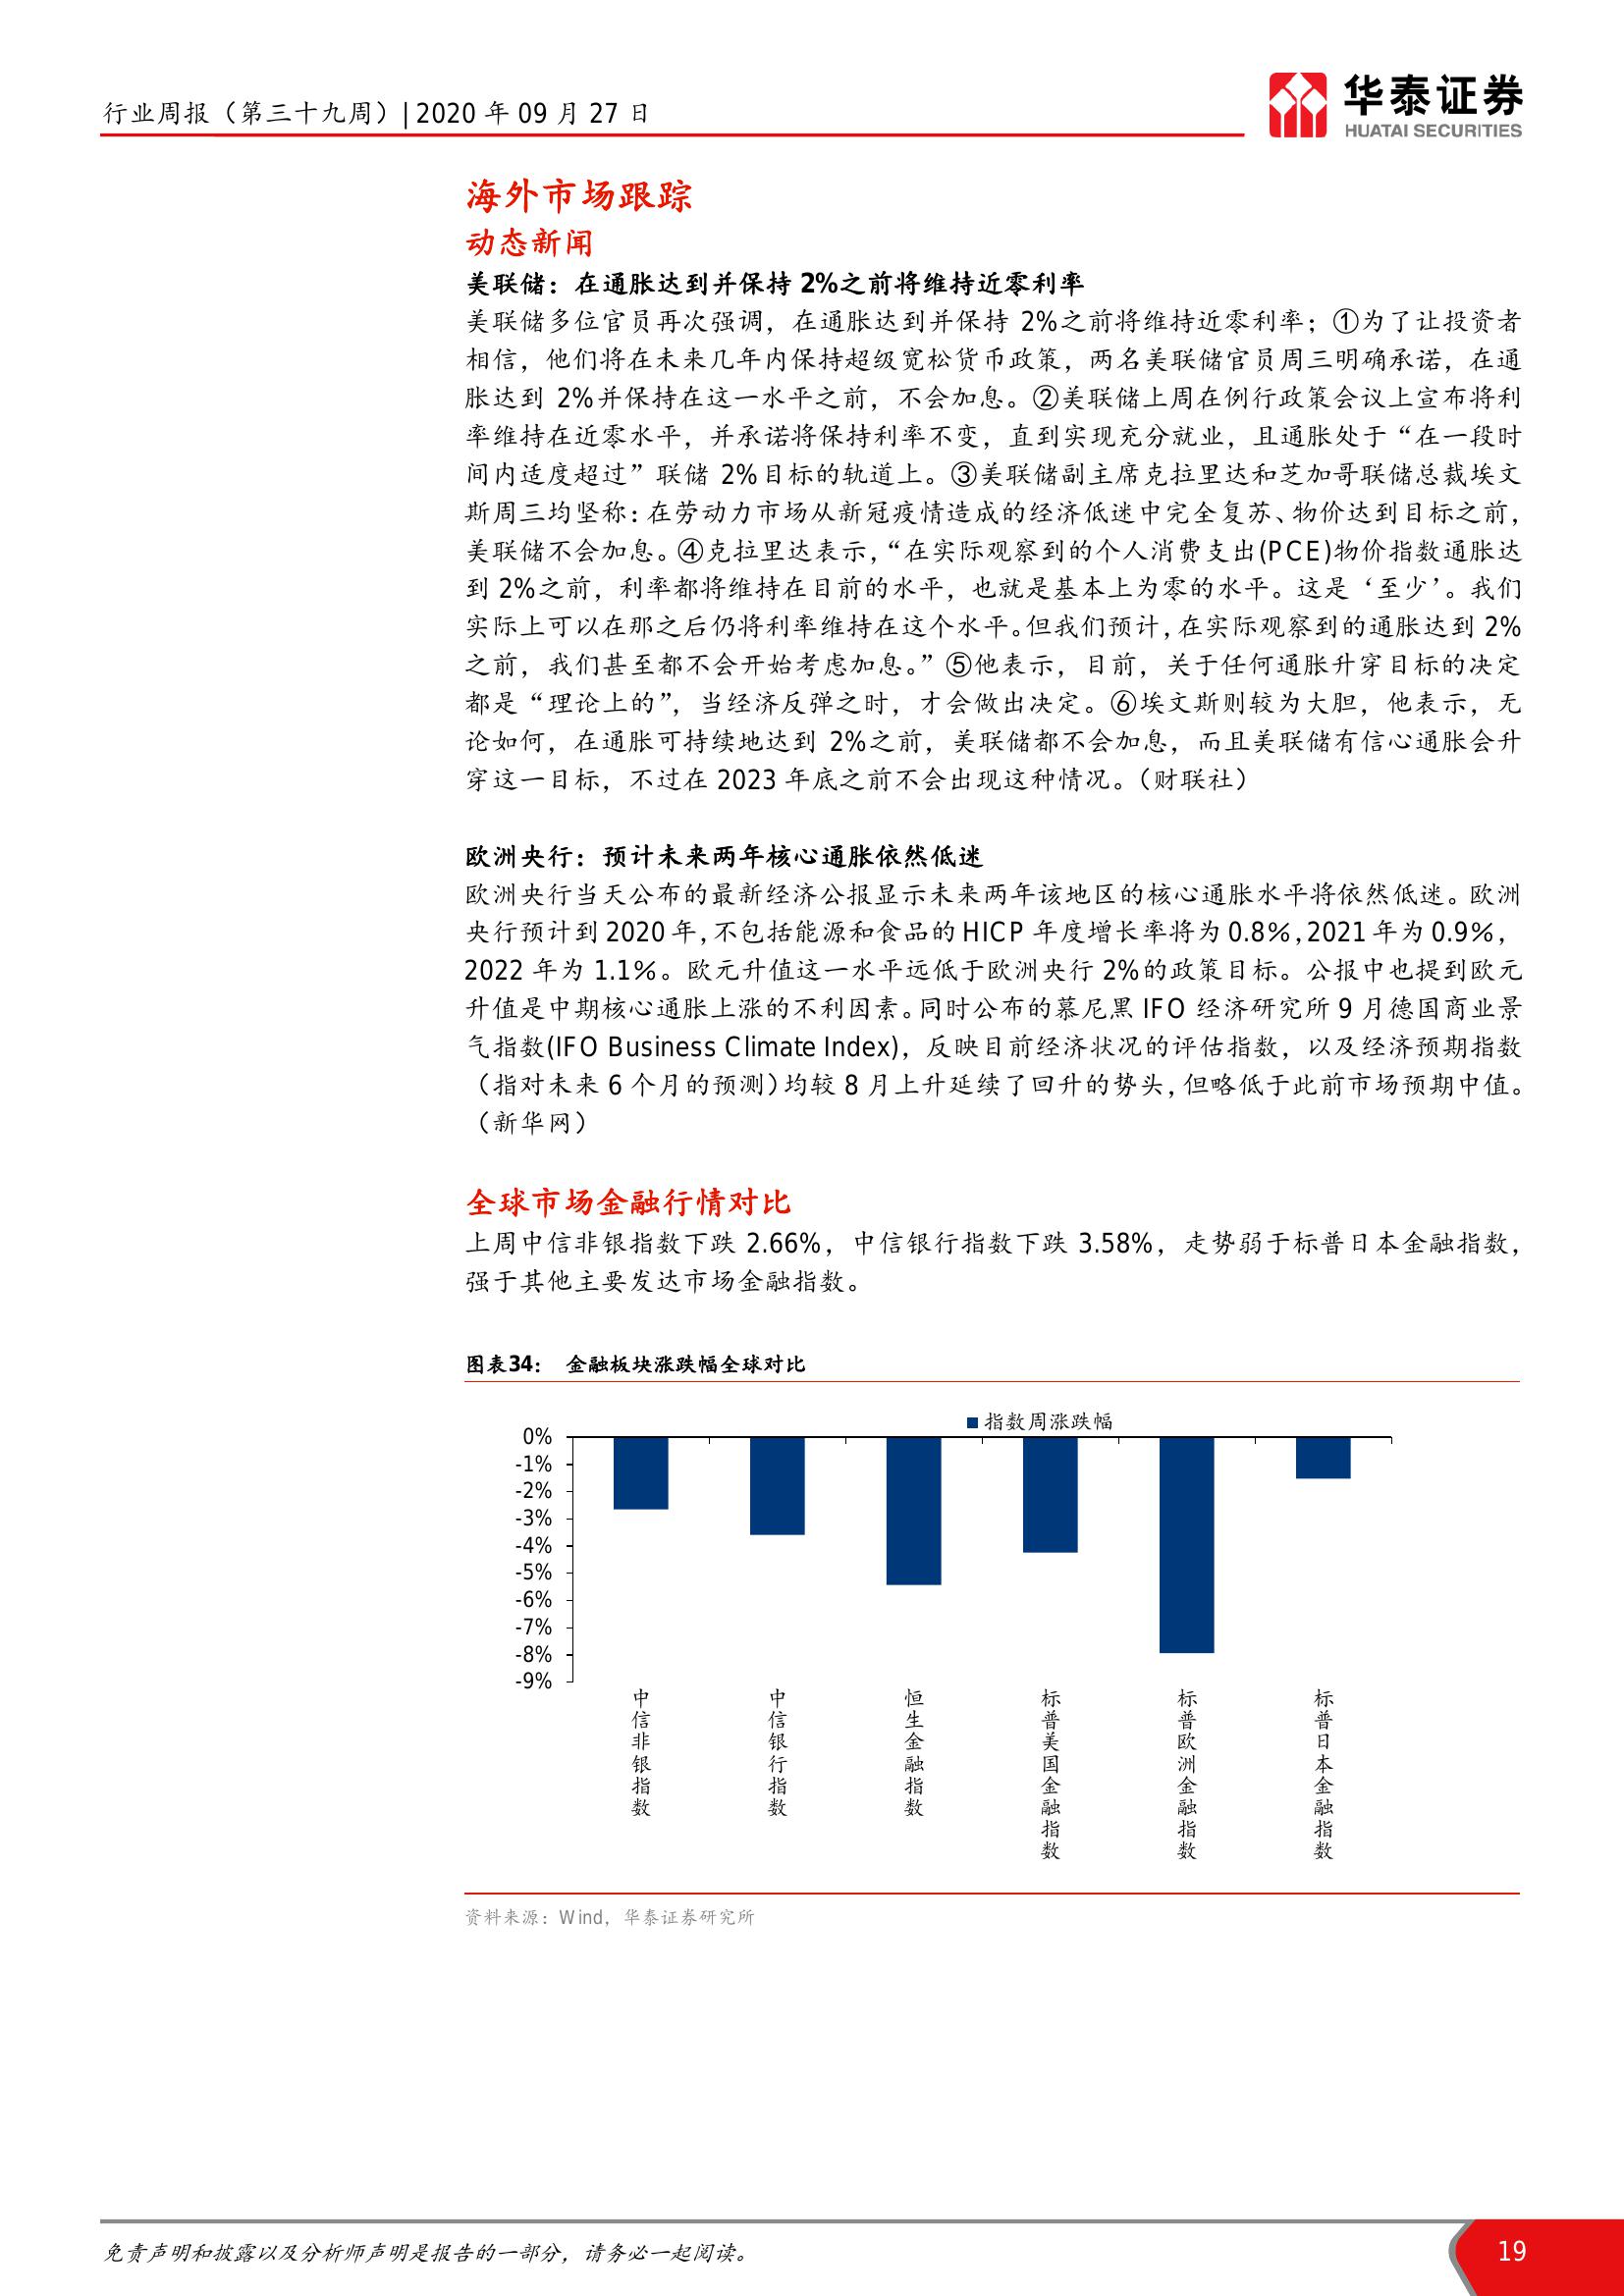 行业周报（第三十九周）| 2020 年 09 月 27 日
华泰证券
HUATAI SECURITIES
海外市场跟踪
动态新闻
美联储：在通胀达到并保持 2%之前将维持近零利率
美联储多位官员再次强调，在通胀达到并保持 2%之前将维持近零利率；①为了让投资者
相信，他们将在未来几年内保持超级宽松货币政策，两名美联储官员周三明确承诺，在通
胀达到 2%并保持在这一水平之前，不会加息。②美联储上周在例行政策会议上宣布将利
率维持在近零水平，并承诺将保持利率不变，直到实现充分就业，且通胀处于“在一段时
间内适度超过”联储 2%目标的轨道上。③美联储副主席克拉里达和芝加哥联储总裁埃文
斯周三均坚称：在劳动力市场从新冠疫情造成的经济低迷中完全复苏、物价达到目标之前，
美联储不会加息。④克拉里达表示，“在实际观察到的个人消费支出(PCE)物价指数通胀达
到 2%之前，利率都将维持在目前的水平，也就是基本上为零的水平。这是‘至少’。我们
实际上可以在那之后仍将利率维持在这个水平。但我们预计，在实际观察到的通胀达到 2%
之前，我们甚至都不会开始考虑加息。”⑤他表示，目前，关于任何通胀升穿目标的决定
都是“理论上的”，当经济反弹之时，才会做出决定。⑥埃文斯则较为大胆，他表示，无
论如何，在通胀可持续地达到 2%之前，美联储都不会加息，而且美联储有信心通胀会升
穿这一目标，不过在 2023 年底之前不会出现这种情况。（财联社）
欧洲央行：预计未来两年核心通胀依然低迷
欧洲央行当天公布的最新经济公报显示未来两年该地区的核心通胀水平将依然低迷。欧洲
央行预计到 2020 年，不包括能源和食品的 HICP 年度增长率将为 0.8%，2021 年为 0.9%，
2022 年为 1.1%。欧元升值这一水平远低于欧洲央行 2%的政策目标。公报中也提到欧元
升值是中期核心通胀上涨的不利因素。同时公布的慕尼黑 IFO 经济研究所 9 月德国商业景
气指数(IFO Business Climate Index)，反映目前经济状况的评估指数，以及经济预期指数
（指对未来 6 个月的预测）均较 8 月上升延续了回升的势头，但略低于此前市场预期中值。
（新华网）
全球市场金融行情对比
上周中信非银指数下跌 2.66%，中信银行指数下跌 3.58%，走势弱于标普日本金融指数，
强于其他主要发达市场金融指数。
图表34： 金融板块涨跌幅全球对比
指数周涨跌幅
0%
-1%
-2%
-3%
-4%
-5%
-6%
-7%
-8%
-9%
中信非银指数
中信银行指数
恒生金融指数
标普美国金融指数
标普欧洲金融指数
标普日本金融指数
资料来源：Wind，华泰证券研究所
免责声明和披露以及分析师声明是报告的一部分，请务必一起阅读。
19